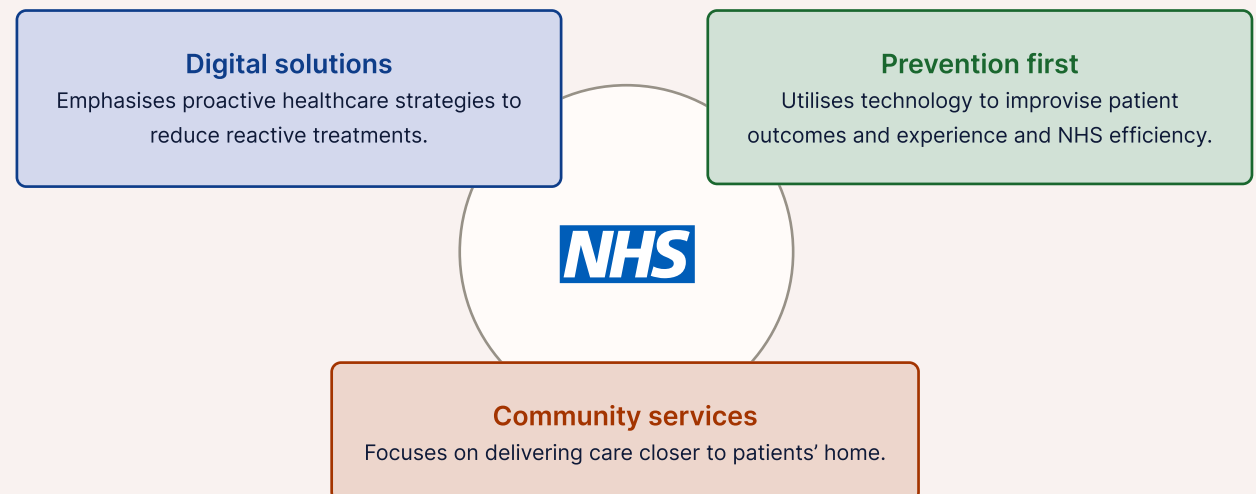 Digital solutions
Emphasises proactive healthcare strategies to
reduce reactive treatments.
Prevention first
Utilises technology to improvise patient
outcomes and experience and NHS efficiency.
NHS
Community services
Focuses on delivering care closer to patients’ home.